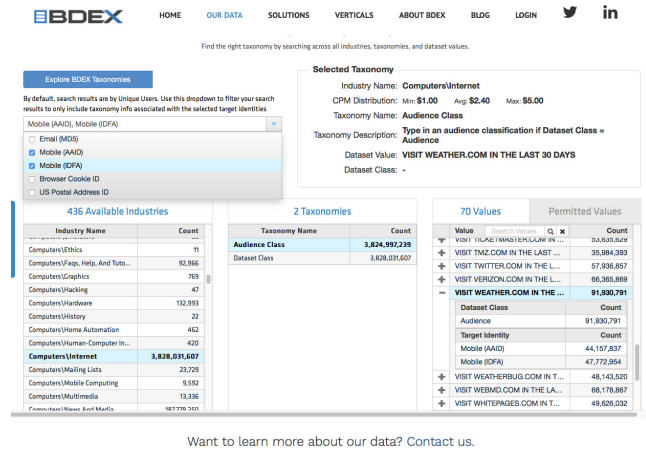 BDEX
HOME
OUR DATA
SOLUTIONS
VERTICALS
ABOUT BDEX
BLOG
LOGIN
Find the right taxonomy by searching across all industries, taxonomies, and dataset values.
Explore BDEX Taxonomies
By default, search results are by Unique Users. Use this dropdown to filter your search
results to only include taxonomy info associated with the selected target identities
Mobile (AAID), Mobile (IDFA)
Email (MD5)
Mobile (AAID)
Mobile (IDFA)
Browser Cookie ID
US Postal Address ID
Selected Taxonomy
Industry Name: Computers\Internet
CPM Distribution: Min: $1.00 Avg: $2.40 Max: $5.00
Taxonomy Name: Audience Class
Taxonomy Description: Type in an audience classification if Dataset Class =
Audience
Dataset Value: VISIT WEATHER.COM IN THE LAST 30 DAYS
Dataset Class: -
436 Available Industries
Industry Name Count
Computers\Ethics 11
Computers\Faqs, Help, And Tuto... 92,966
Computers\Graphics 769
Computers\Hacking 47
Computers\Hardware 132,993
Computers\History 22
Computers\Home Automation 462
Computers\Human-Computer In... 420
Computers\Internet 3,828,031,607
Computers\Mailing Lists 23,729
Computers\Mobile Computing 9,592
Computers\Multimedia 13,336
Computers\News And Media 187,779,250
2 Taxonomies
Taxonomy Name Count
Audience Class 3,824,997,239
Dataset Class 3,828,031,607
70 Values
Permitted Values
Value Search Values Count
VISIT TICKETMASTER.COM IN ... 53,635,629
VISIT TMZ.COM IN THE LAST ... 35,984,393
VISIT TWITTER.COM IN THE L... 57,936,857
VISIT VERIZON.COM IN THE L... 66,365,869
VISIT WEATHER.COM IN THE ... 91,930,791
Dataset Class Count
Audience 91,930,791
Target Identity Count
Mobile (AAID) 44,157,837
Mobile (IDFA) 47,772,954
VISIT WEATHERBUG.COM IN T... 48,143,520
VISIT WEBMD.COM IN THE LA... 68,178,867
VISIT WHITEPAGES.COM IN TH... 49,626,032
Want to learn more about our data? Contact us.